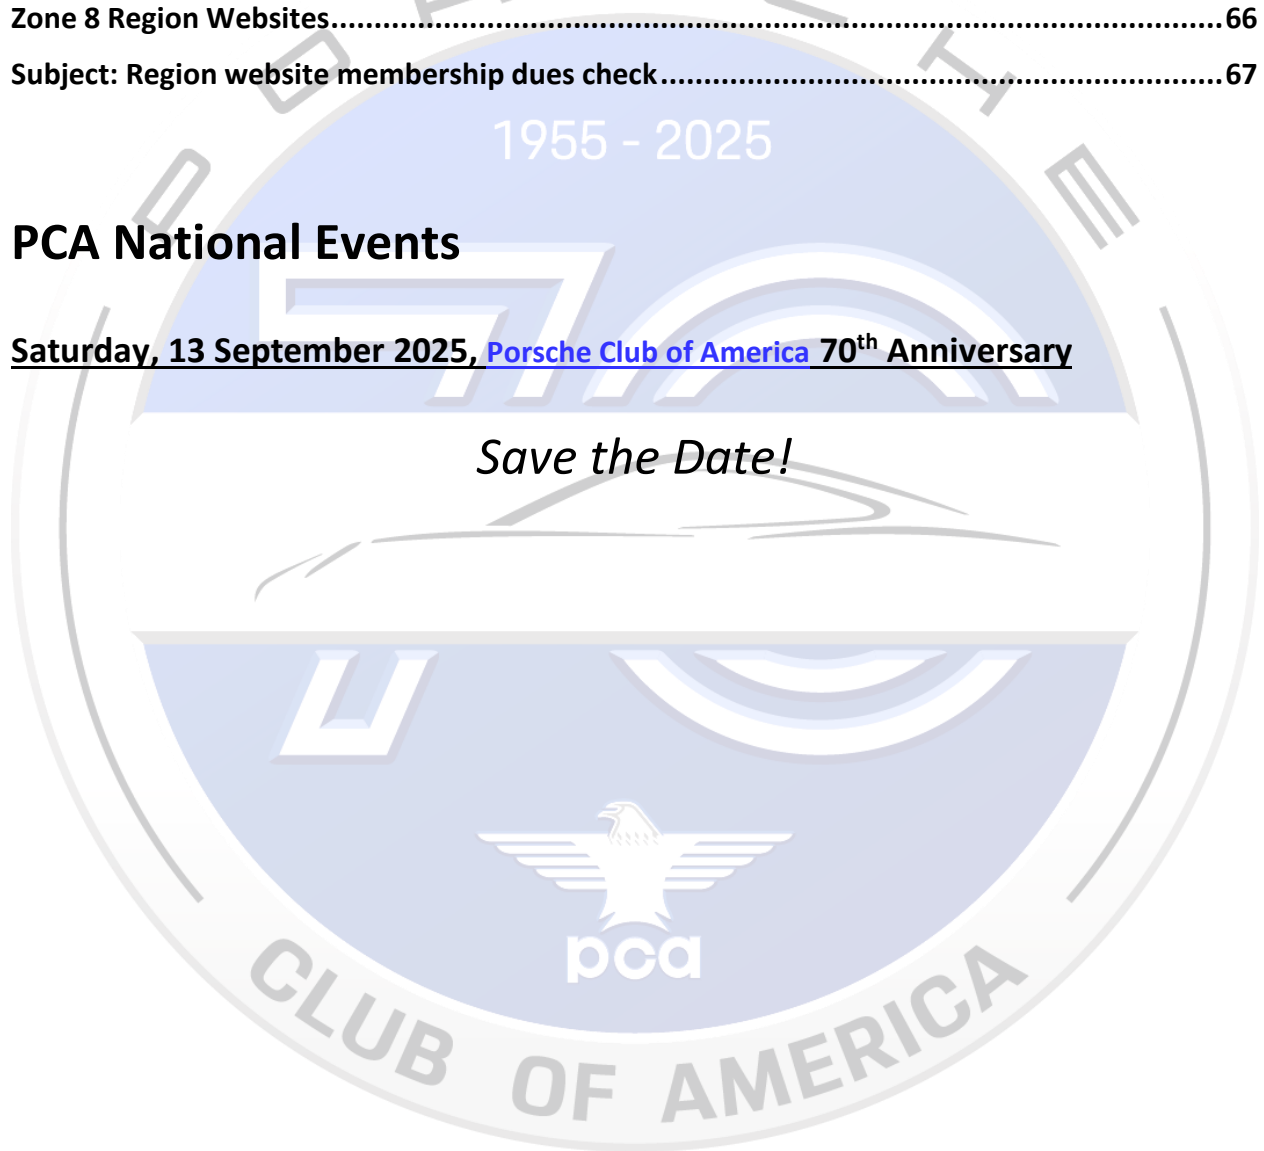 Zone 8 Region Websites........................................................................................................66
Subject: Region website membership dues check.................................................................67
1955 - 2025
PCA National Events
70
Saturday, 13 September 2025, Porsche Club of America 70th Anniversary
Save the Date!
pca
CLUB OF AMERICA